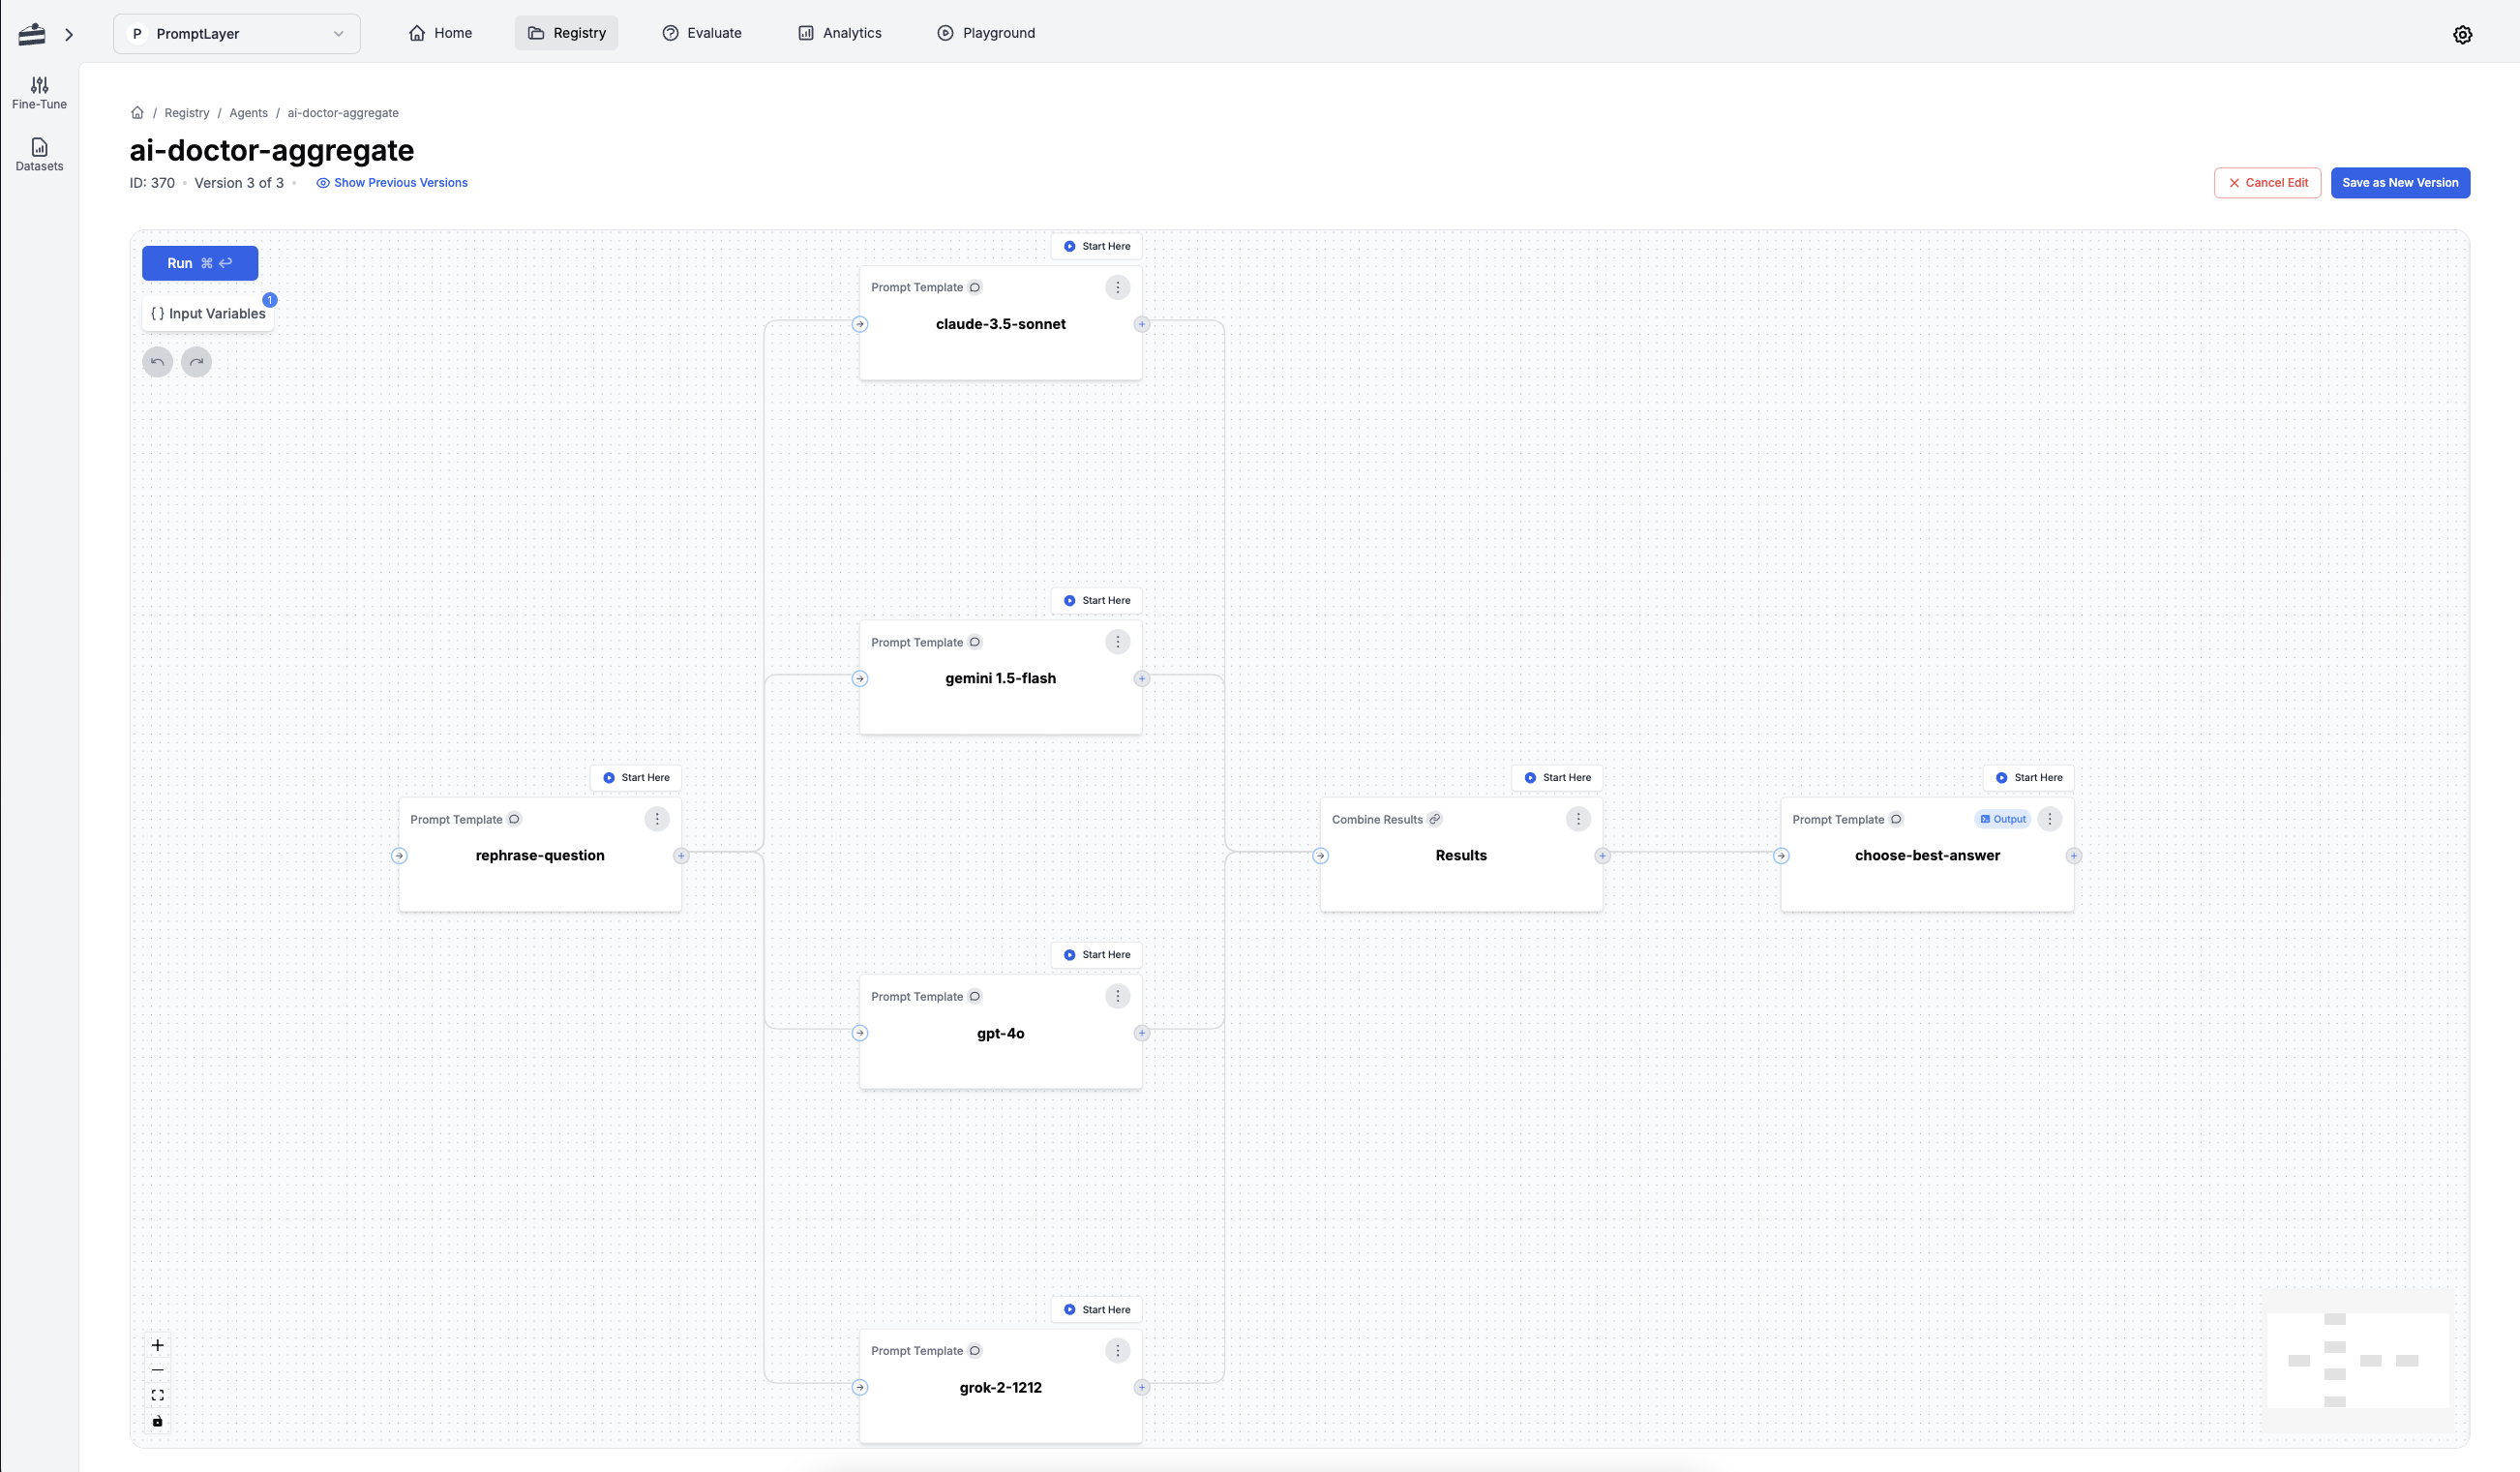 P PromptLayer
Home
Registry
Evaluate
Analytics
Playground
Fine-Tune
Datasets
/ Registry / Agents / ai-doctor-aggregate
ai-doctor-aggregate
ID: 370 • Version 3 of 3 • Show Previous Versions
Cancel Edit
Save as New Version
Run ⌘ ↩
{ } Input Variables
1
Start Here
Prompt Template
claude-3.5-sonnet
Start Here
Prompt Template
gemini 1.5-flash
Start Here
Prompt Template
rephrase-question
Start Here
Combine Results
Results
Start Here
Prompt Template
Output
choose-best-answer
Start Here
Prompt Template
gpt-4o
Start Here
Prompt Template
grok-2-1212